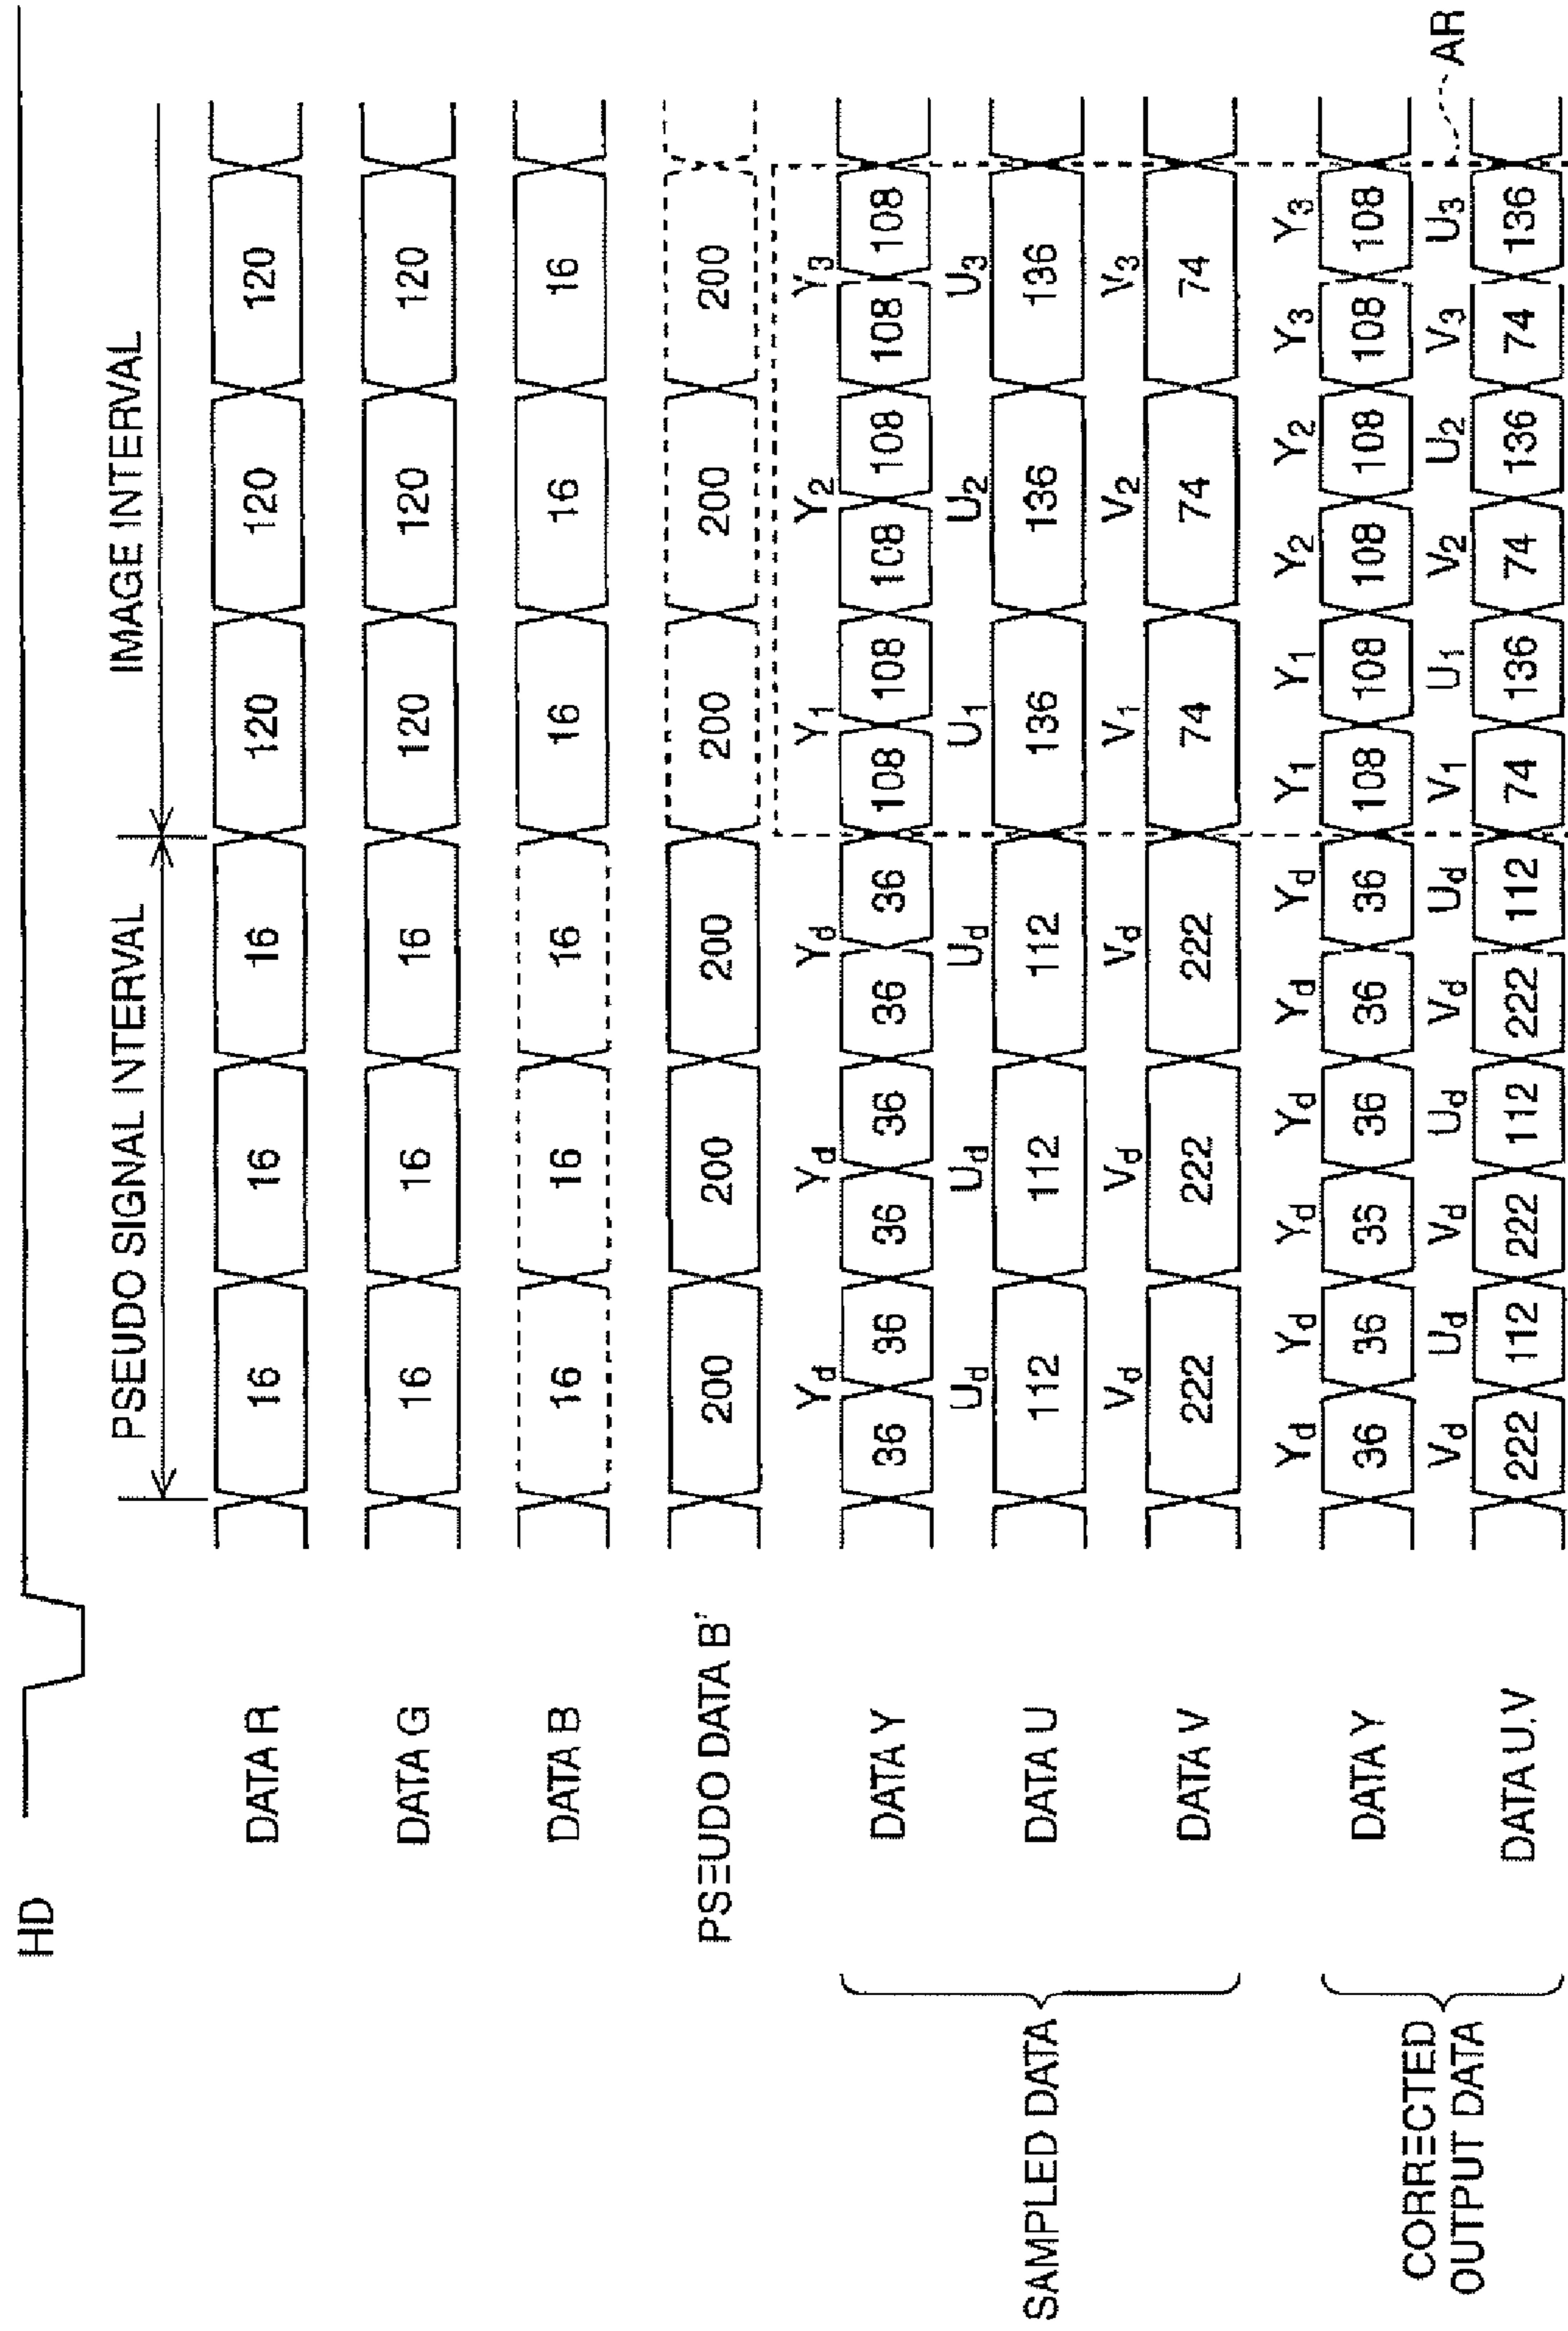 HD
PSEUDO SIGNAL INTERVAL IMAGE INTERVAL
DATA R 16 16 16 120 120 120
DATA G 16 16 16 120 120 120
DATA B 16 16 16 16 16 16
PSEUDO DATA B' 200 200 200 200 200 200
SAMPLED DATA
Yd Yd Yd Y1 Y2 Y3
DATA Y 36 36 36 36 36 36 108 108 108 108 108 108
Ud Ud Ud U1 U2 U3
DATA U 112 112 112 136 136 136
Vd Vd Vd V1 V2 V3
DATA V 222 222 222 74 74 74
CORRECTED
OUTPUT DATA
Yd Yd Yd Yd Yd Yd Y1 Y1 Y2 Y2 Y3 Y3
DATA Y 36 36 36 36 36 36 108 108 108 108 108 108
Vd Ud Vd Ud Vd Ud V1 U1 V2 U2 V3 U3
DATA U.V 222 112 222 112 222 112 74 136 74 136 74 136
AR